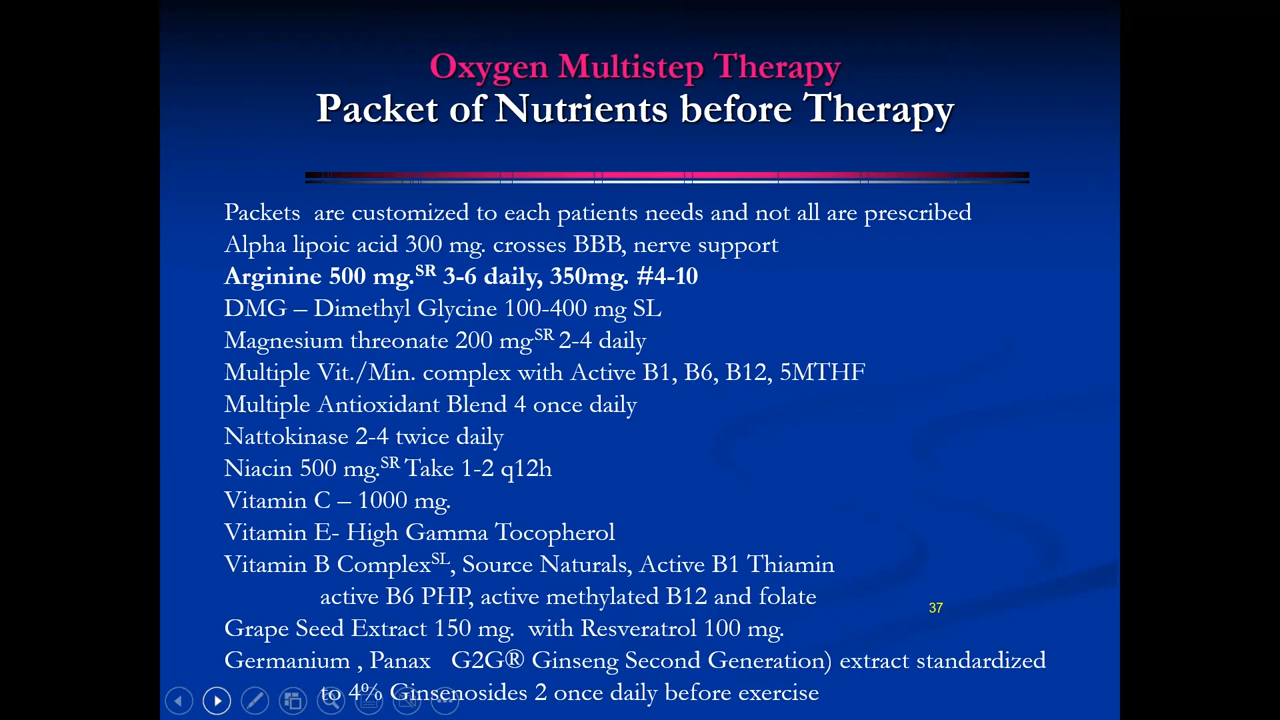 Oxygen Multistep Therapy
Packet of Nutrients before Therapy
Packets are customized to each patients needs and not all are prescribed
Alpha lipoic acid 300 mg. crosses BBB, nerve support
Arginine 500 mg.SR 3-6 daily, 350mg. #4-10
DMG – Dimethyl Glycine 100-400 mg SL
Magnesium threonate 200 mgSR 2-4 daily
Multiple Vit./Min. complex with Active B1, B6, B12, 5MTHF
Multiple Antioxidant Blend 4 once daily
Nattokinase 2-4 twice daily
Niacin 500 mg.SR Take 1-2 q12h
Vitamin C – 1000 mg.
Vitamin E- High Gamma Tocopherol
Vitamin B ComplexSL, Source Naturals, Active B1 Thiamin
active B6 PHP, active methylated B12 and folate
37
Grape Seed Extract 150 mg. with Resveratrol 100 mg.
Germanium , Panax G2G® Ginseng Second Generation) extract standardized
to 4% Ginsenosides 2 once daily before exercise